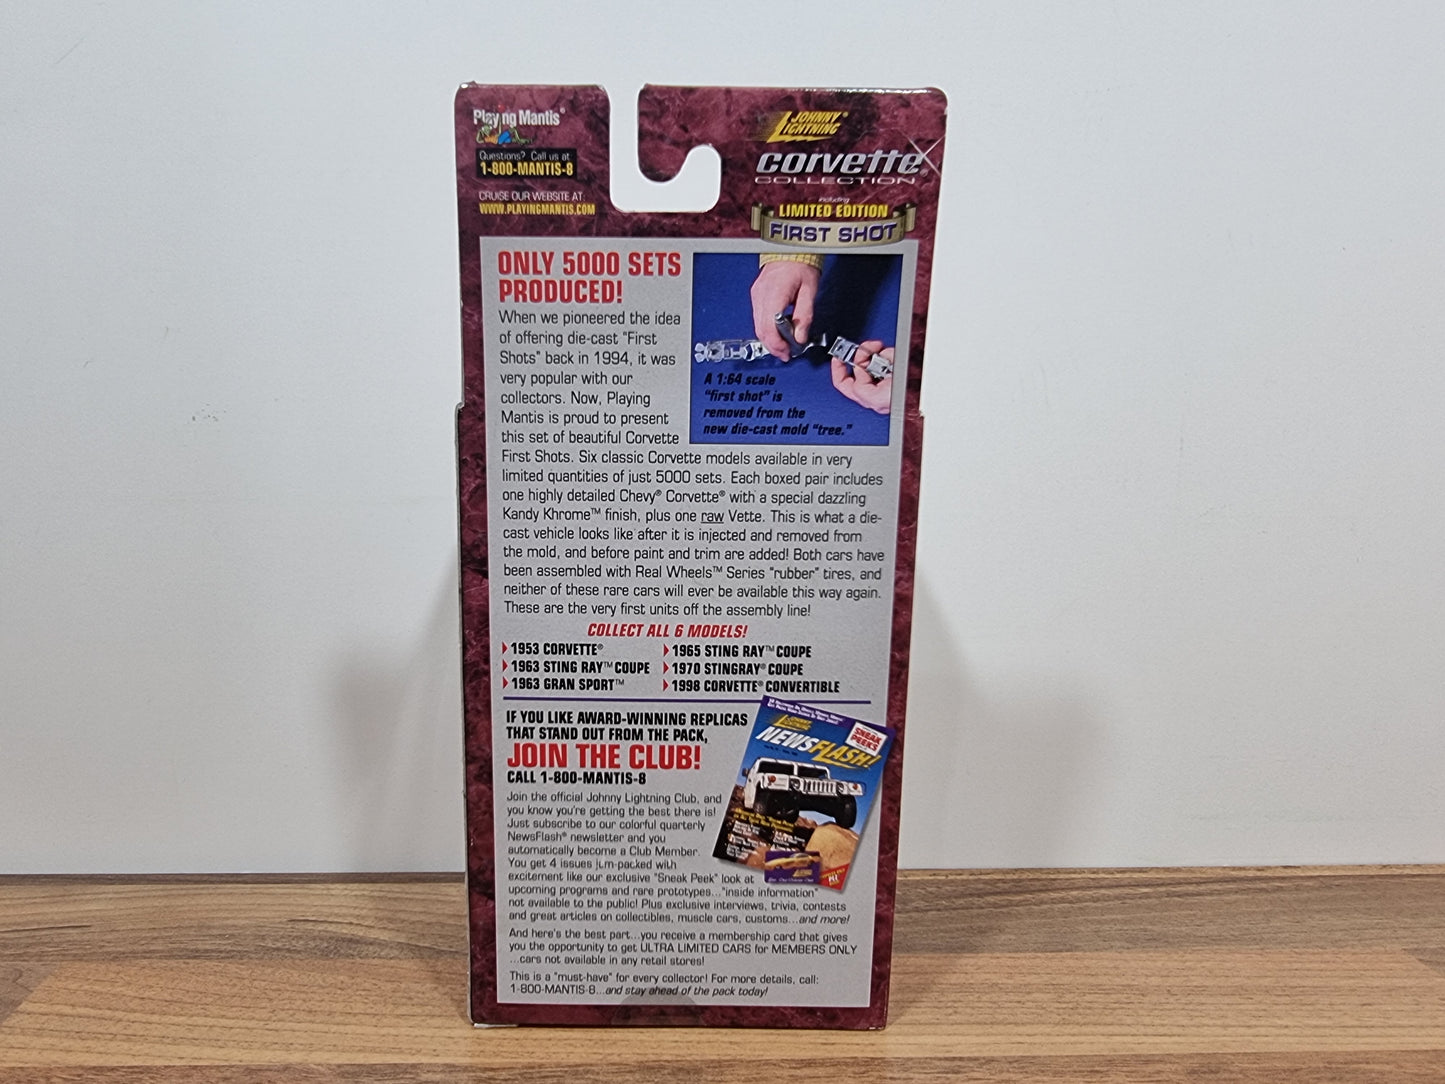 Playing Mantis®
Questions? Call us at:
1-800-MANTIS-8
CRUISE OUR WEBSITE AT:
WWW.PLAYINGMANTIS.COM
JOHNNY
LIGHTNING®
corvette®
COLLECTION
including
LIMITED EDITION
FIRST SHOT
ONLY 5000 SETS
PRODUCED!
When we pioneered the idea
of offering die-cast "First
Shots" back in 1994, it was
very popular with our
collectors. Now, Playing
Mantis is proud to present
this set of beautiful Corvette
First Shots. Six classic Corvette models available in very
limited quantities of just 5000 sets. Each boxed pair includes
one highly detailed Chevy® Corvette® with a special dazzling
Kandy Khrome™ finish, plus one raw Vette. This is what a die-
cast vehicle looks like after it is injected and removed from
the mold, and before paint and trim are added! Both cars have
been assembled with Real Wheels™ Series "rubber" tires, and
neither of these rare cars will ever be available this way again.
These are the very first units off the assembly line!
A 1:64 scale
"first shot" is
removed from the
new die-cast mold "tree."
COLLECT ALL 6 MODELS!
1953 CORVETTE®
1963 STING RAY™ COUPE
1963 GRAN SPORT™
1965 STING RAY™ COUPE
1970 STINGRAY® COUPE
1998 CORVETTE® CONVERTIBLE
IF YOU LIKE AWARD-WINNING REPLICAS
THAT STAND OUT FROM THE PACK,
JOIN THE CLUB!
CALL 1-800-MANTIS-8
Join the official Johnny Lightning Club, and
you know you're getting the best there is!
Just subscribe to our colorful quarterly
NewsFlash® newsletter and you
automatically become a Club Member.
You get 4 issues jum-packed with
excitement like our exclusive "Sneak Peek" look at
upcoming programs and rare prototypes..."inside information"
not available to the public! Plus exclusive interviews, trivia, contests
and great articles on collectibles, muscle cars, customs...and more!
And here's the best part...you receive a membership card that gives
you the opportunity to get ULTRA LIMITED CARS for MEMBERS ONLY
...cars not available in any retail stores!
This is a "must-have" for every collector! For more details, call:
1-800-MANTIS-8...and stay ahead of the pack today!
JOHNNY
LIGHTNING
NEWSFLASH!
SNEAK
PEEKS